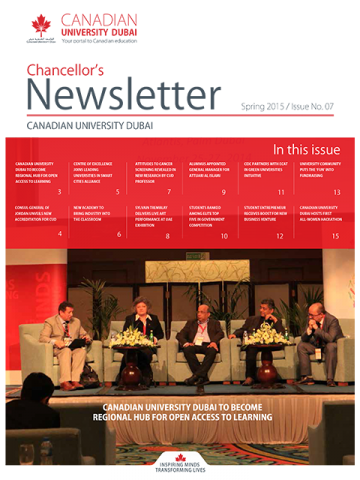 CANADIAN
UNIVERSITY DUBAI
Your portal to Canadian education
Chancellor's
Newsletter
Spring 2015 / Issue No. 07
CANADIAN UNIVERSITY DUBAI
In this issue
CANADIAN UNIVERSITY
DUBAI TO BECOME
REGIONAL HUB FOR OPEN
ACCESS TO LEARNING
3
CENTRE OF EXCELLENCE
JOINS LEADING
UNIVERSITIES IN SMART
CITIES ALLIANCE
5
ATTITUDES TO CANCER
SCREENING REVEALED IN
NEW RESEARCH BY CUD
PROFESSOR
7
ALUMNUS APPOINTED
GENERAL MANAGER FOR
ATTIJARI AL ISLAMI
9
CUD PARTNERS WITH
GREEN UNIVERSITIES
INITIATIVE
11
UNIVERSITY COMMUNITY
PUTS THE 'FUN' INTO
FUNDRAISING
13
CONSUL GENERAL OF
JORDAN UNVEILS NEW
ACCREDITATION FOR CUD
4
NEW ACADEMY TO
BRING INDUSTRY INTO
THE CLASSROOM
6
SYLVAIN TREMBLAY
DELIVERS LIVE ART
PERFORMANCE AT UAE
EXHIBITION
8
STUDENTS RANKED
AMONG ELITE TOP
FIVE IN GOVERNMENT
COMPETITION
10
STUDENT ENTREPRENEUR
RECEIVES BOOST FOR NEW
BUSINESS VENTURE
12
CANADIAN UNIVERSITY
DUBAI HOSTS FIRST
ALL-WOMEN HACKATHON
15
CANADIAN UNIVERSITY DUBAI TO BECOME
REGIONAL HUB FOR OPEN ACCESS TO LEARNING
INSPIRING MINDS
TRANSFORMING LIVES